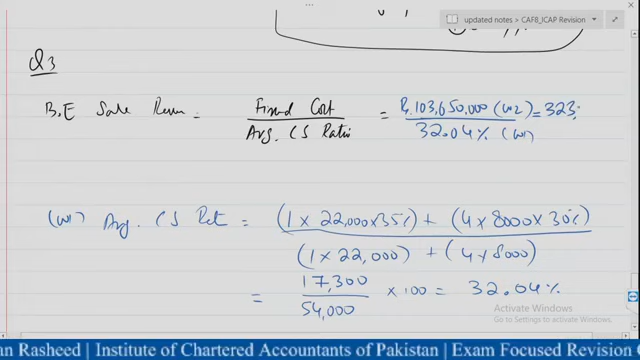 updated notes > CAF8_ICAP Revision
Q3
B.E Sale Revn = Fixed Cost / Avg. CS Ratio = Rs.103,650,000 (W2) / 32.04% (W1) = 323
(W1) Avg. CS Rat = (1 x 22,000 x 35%) + (4 x 8000 x 30%)
(1 x 22,000) + (4 x 8000)
= 17,300 / 54,000 x 100 = 32.04%
Activate Windows
Go to Settings to activate Windows.
an Rasheed | Institute of Chartered Accountants of Pakistan | Exam Focused Revision